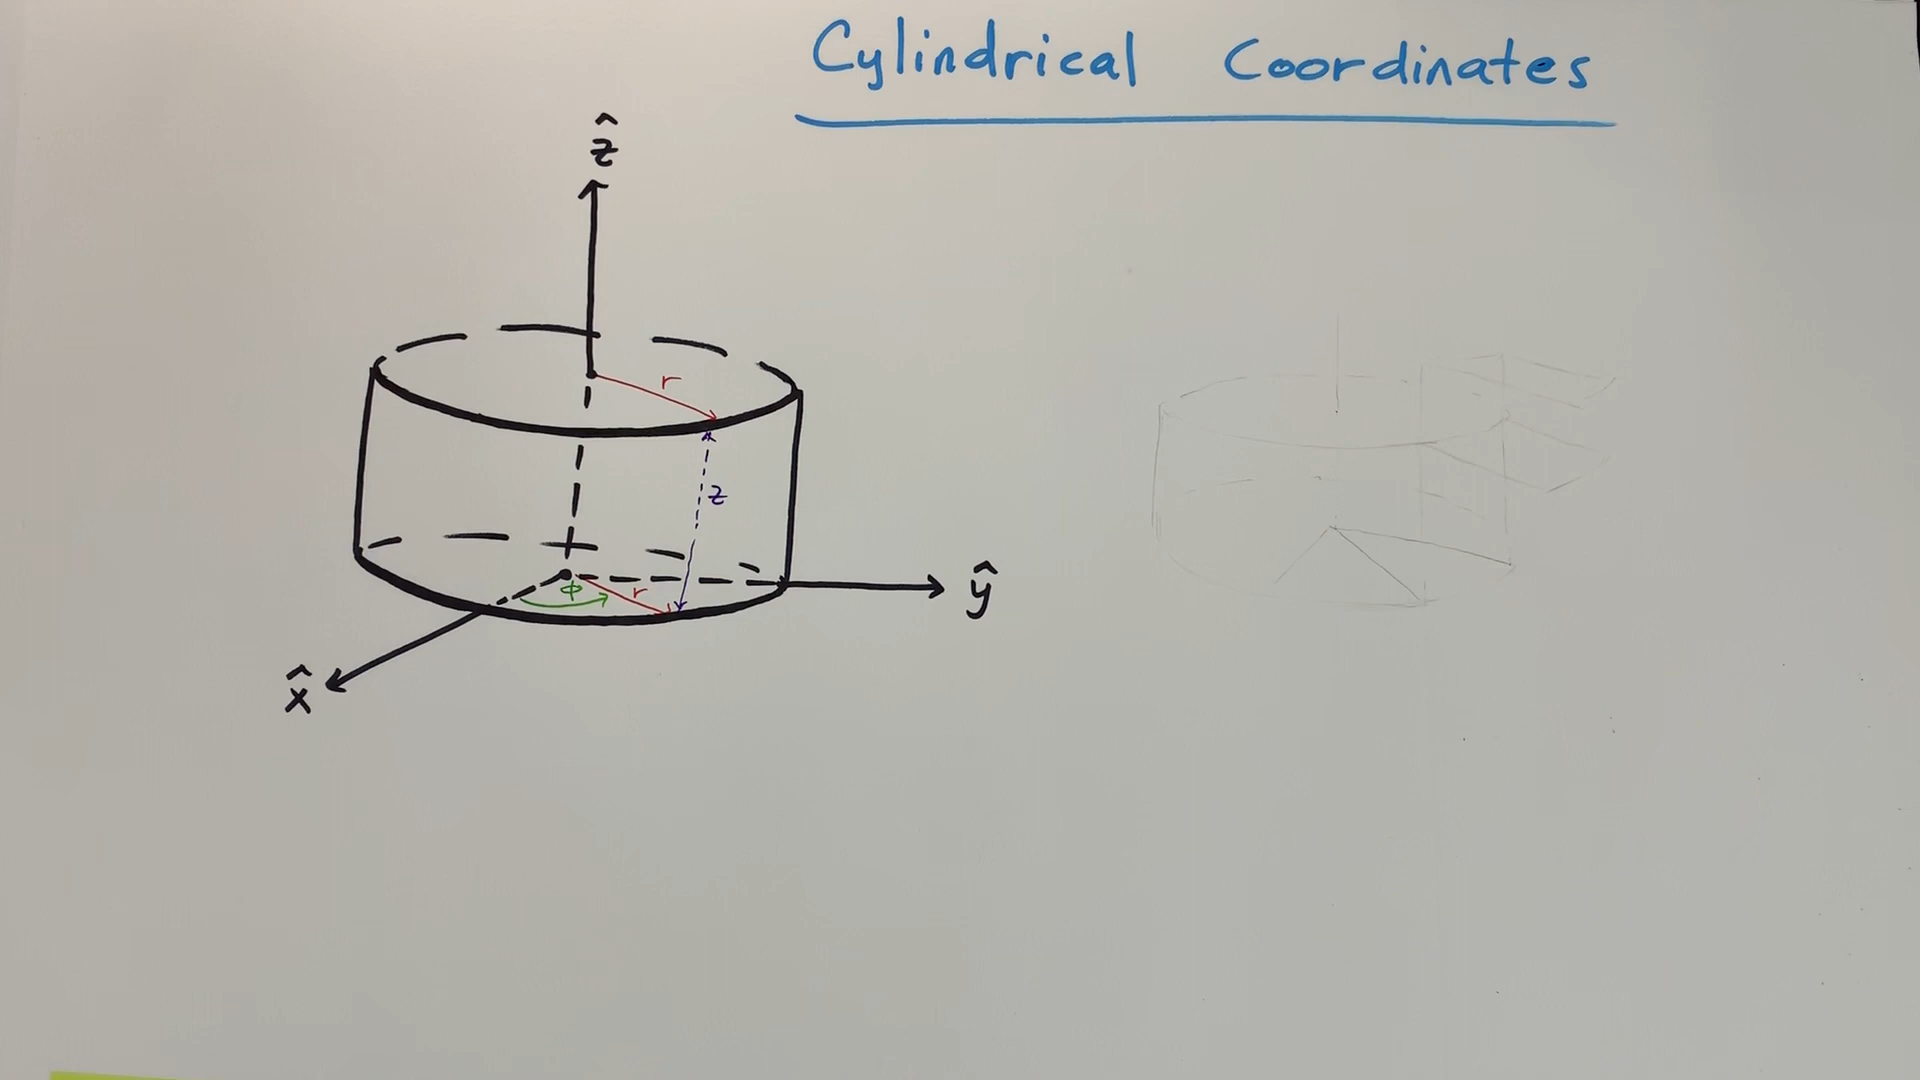 Cylindrical Coordinates
ẑ
r
z
ϕ
r
ŷ
x̂